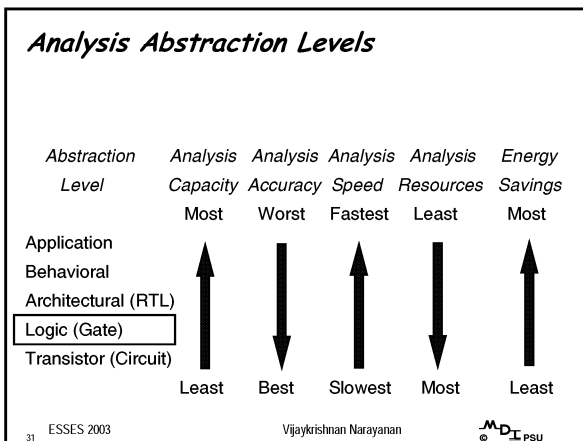 Analysis Abstraction Levels
Abstraction Analysis Analysis Analysis Analysis Energy
Level Capacity Accuracy Speed Resources Savings
Most Worst Fastest Least Most
Application
Behavioral
Architectural (RTL)
Logic (Gate)
Transistor (Circuit)
Least Best Slowest Most Least
31 ESSES 2003 Vijaykrishnan Narayanan © MDI PSU